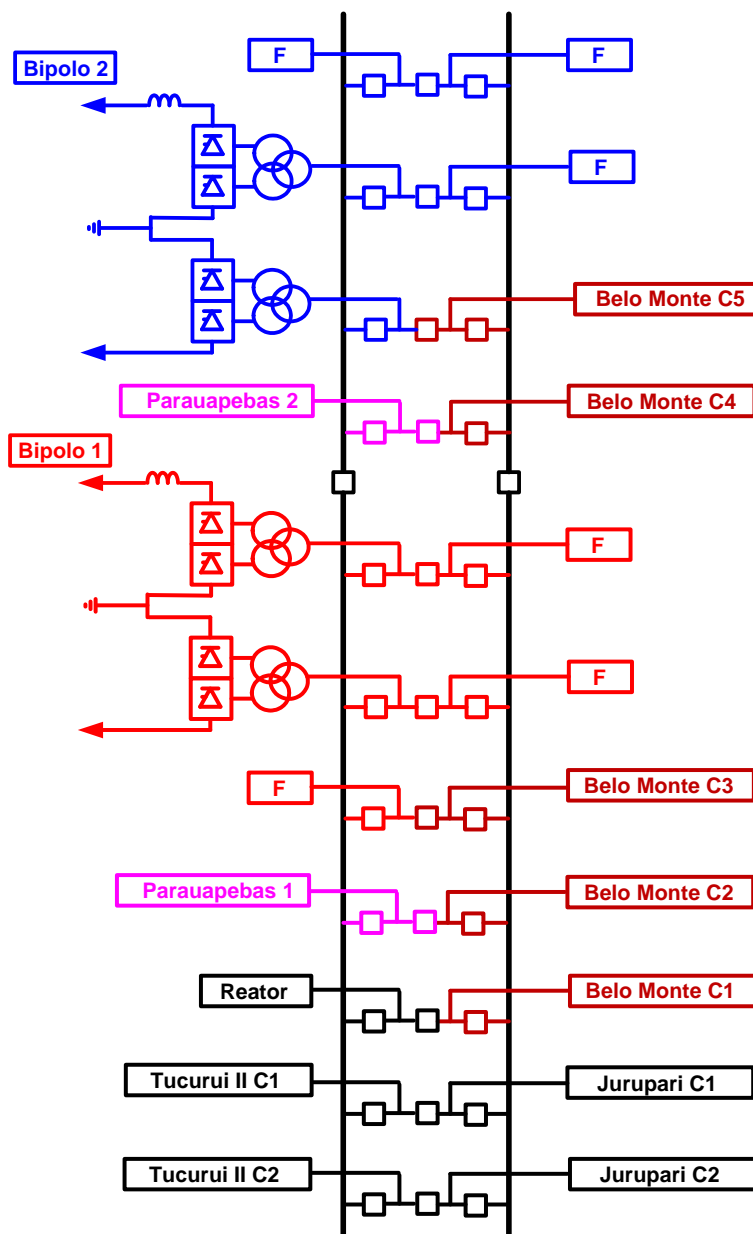 F
F
Bipolo 2
F
Belo Monte C5
Parauapebas 2
Belo Monte C4
Bipolo 1
F
F
F
Belo Monte C3
Parauapebas 1
Belo Monte C2
Reator
Belo Monte C1
Tucurui II C1
Jurupari C1
Tucurui II C2
Jurupari C2